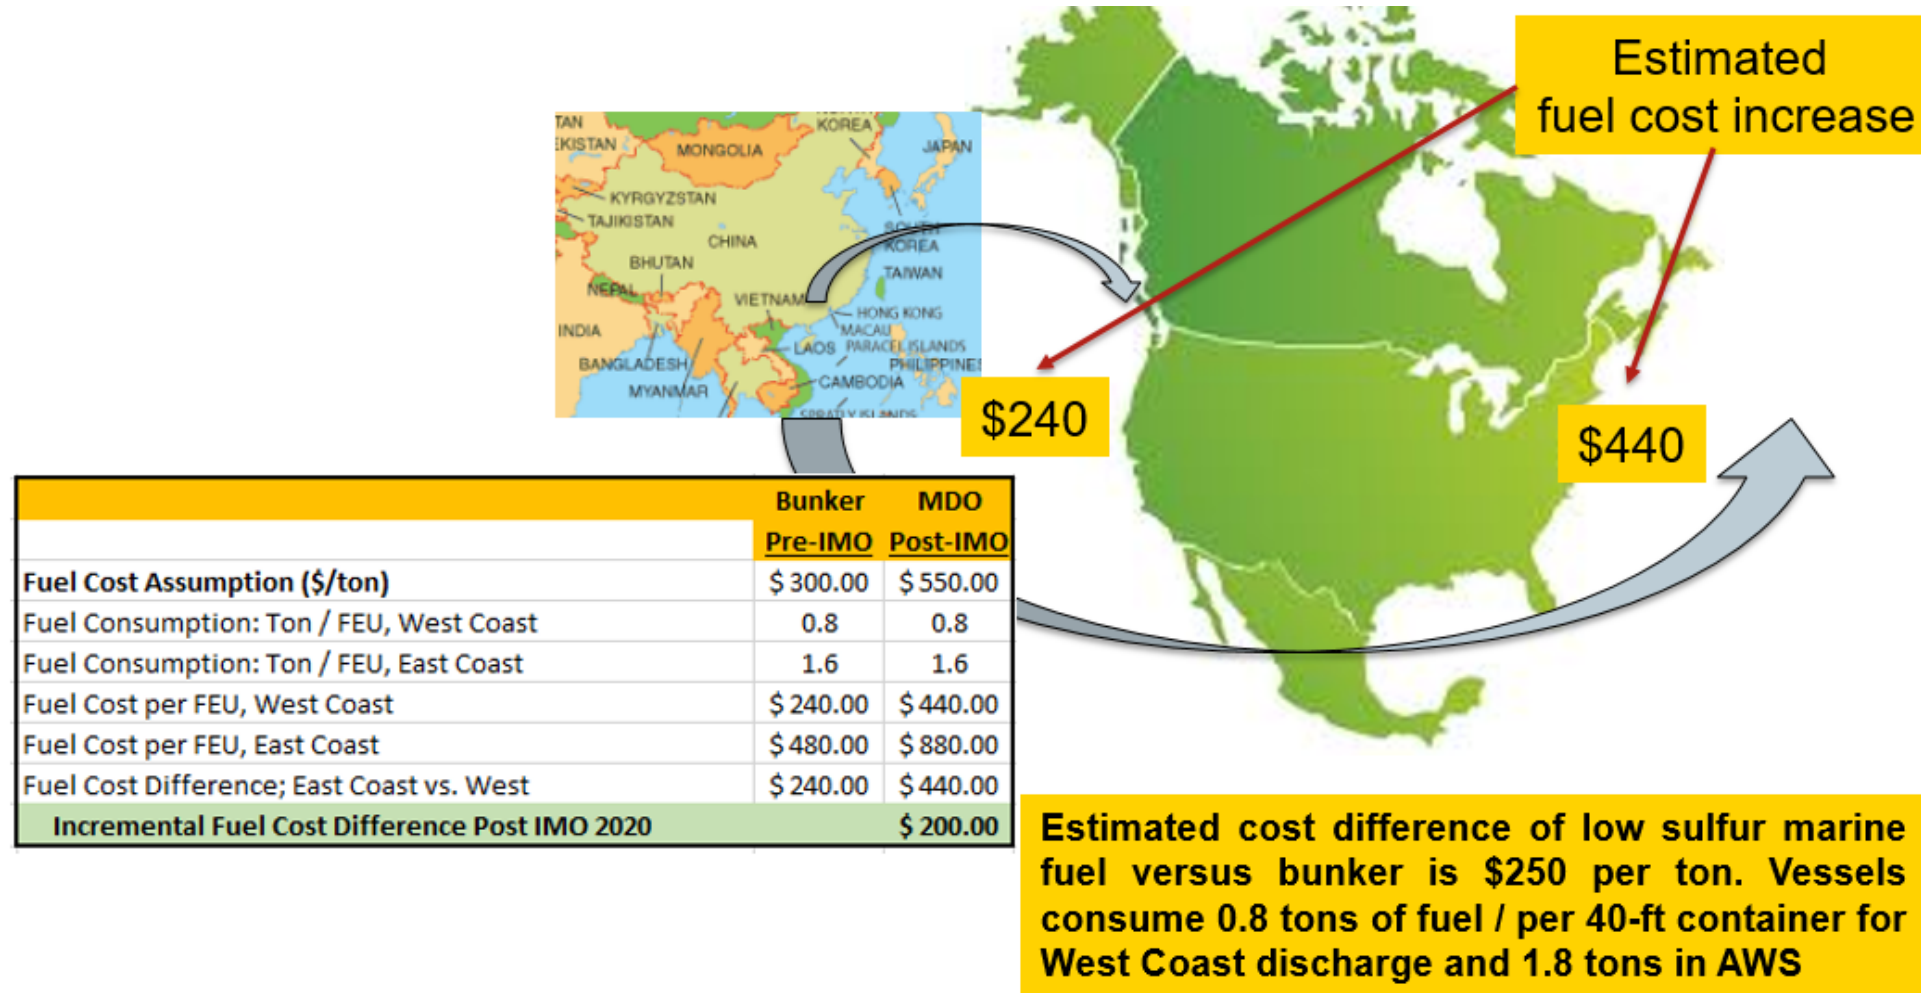 Estimated
fuel cost increase
TAN
KISTAN
MONGOLIA
KOREA
JAPAN
KYRGYZSTAN
TAJIKISTAN
CHINA
SOUTH
KOREA
BHUTAN
TAIWAN
NEPAL
VIETNAM
HONG KONG
MACAU
INDIA
LAOS
PARACEL ISLANDS
BANGLADESH
PHILIPPINES
CAMBODIA
MYANMAR
SPRATLY ISLANDS
$240
$440
Bunker MDO
Pre-IMO Post-IMO
Fuel Cost Assumption ($/ton) $ 300.00 $ 550.00
Fuel Consumption: Ton / FEU, West Coast 0.8 0.8
Fuel Consumption: Ton / FEU, East Coast 1.6 1.6
Fuel Cost per FEU, West Coast $ 240.00 $ 440.00
Fuel Cost per FEU, East Coast $ 480.00 $ 880.00
Fuel Cost Difference; East Coast vs. West $ 240.00 $ 440.00
Incremental Fuel Cost Difference Post IMO 2020 $ 200.00
Estimated cost difference of low sulfur marine
fuel versus bunker is $250 per ton. Vessels
consume 0.8 tons of fuel / per 40-ft container for
West Coast discharge and 1.8 tons in AWS